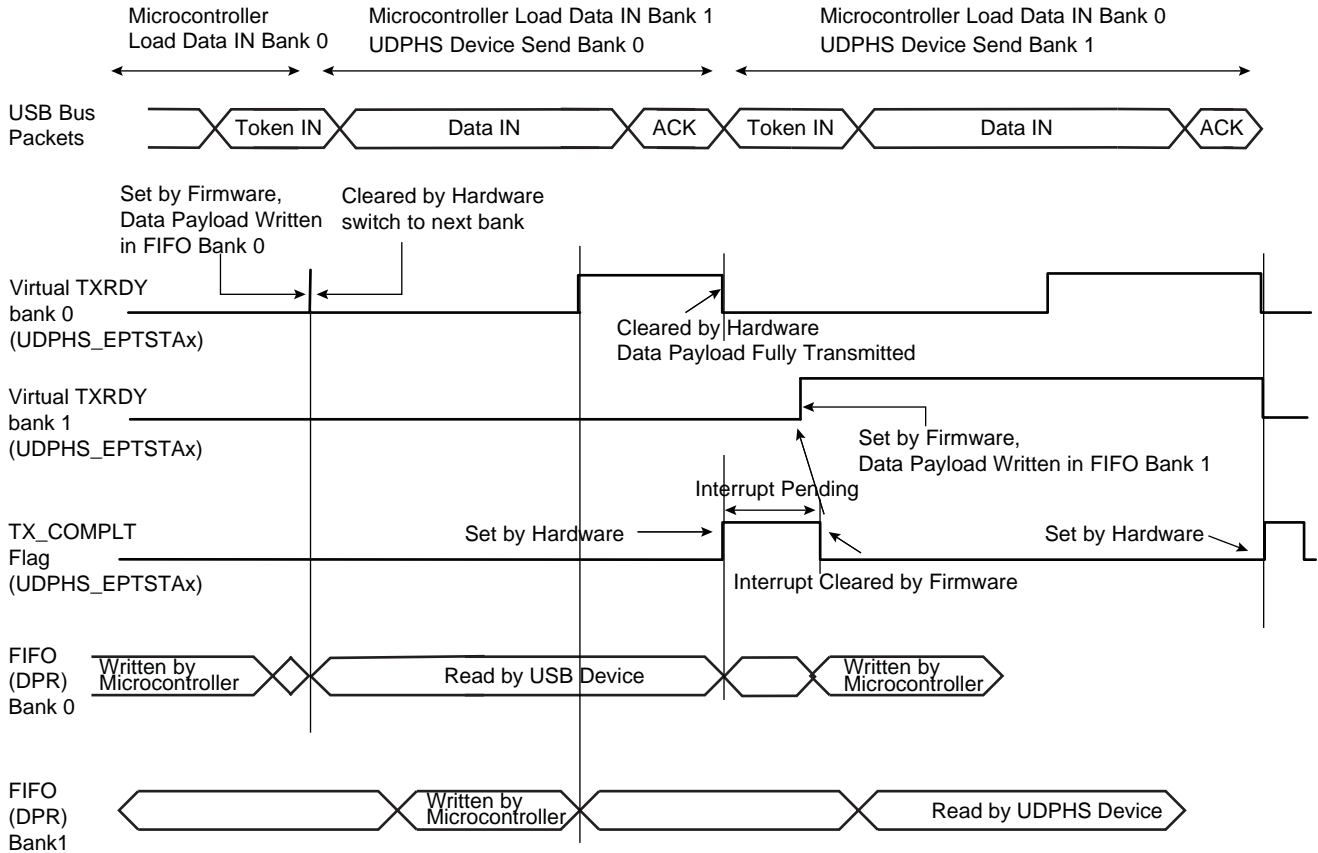 Microcontroller
Load Data IN Bank 0
Microcontroller Load Data IN Bank 1
UDPHS Device Send Bank 0
Microcontroller Load Data IN Bank 0
UDPHS Device Send Bank 1
USB Bus
Packets
Token IN
Data IN
ACK
Token IN
Data IN
ACK
Set by Firmware,
Data Payload Written
in FIFO Bank 0
Cleared by Hardware
switch to next bank
Virtual TXRDY
bank 0
(UDPHS_EPTSTAx)
Cleared by Hardware
Data Payload Fully Transmitted
Virtual TXRDY
bank 1
(UDPHS_EPTSTAx)
Set by Firmware,
Data Payload Written in FIFO Bank 1
Interrupt Pending
TX_COMPLT
Flag
(UDPHS_EPTSTAx)
Set by Hardware
Set by Hardware
Interrupt Cleared by Firmware
FIFO
(DPR)
Bank 0
Written by
Microcontroller
Read by USB Device
Written by
Microcontroller
FIFO
(DPR)
Bank1
Written by
Microcontroller
Read by UDPHS Device